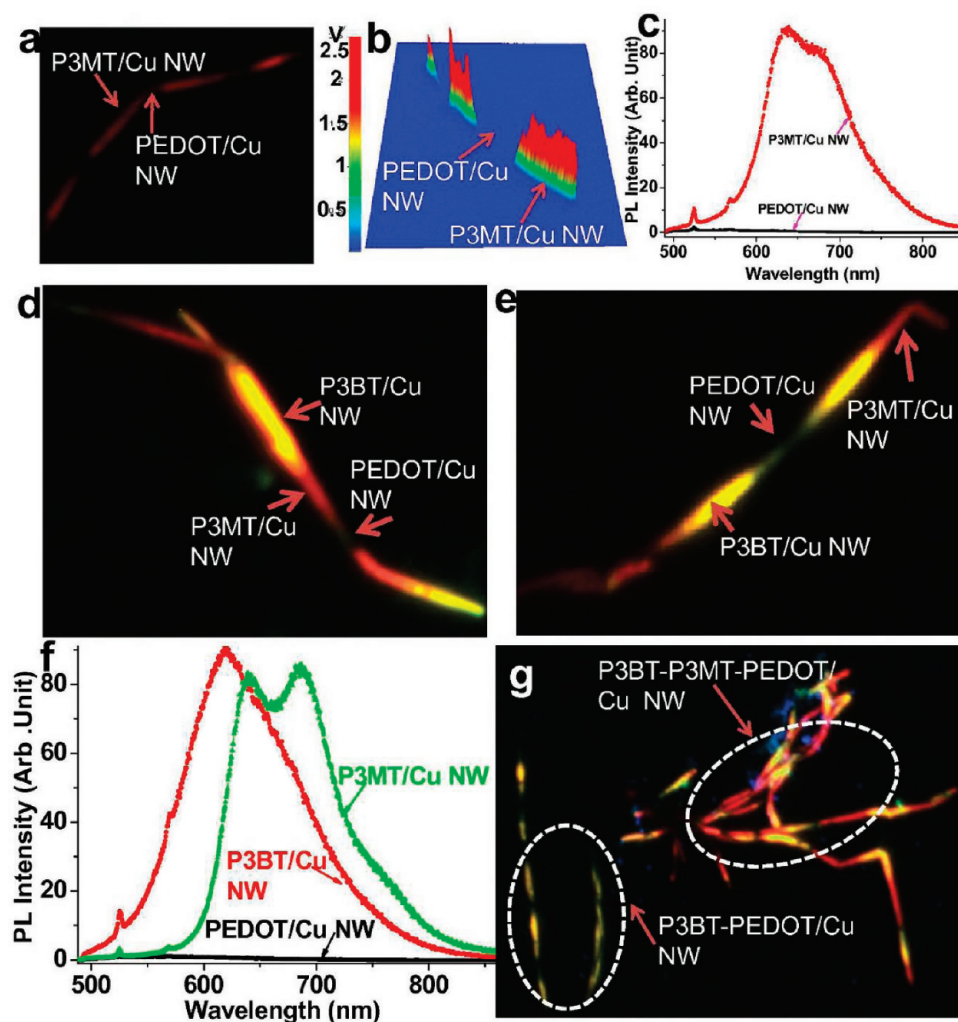 a
P3MT/Cu NW
PEDOT/Cu
NW
V
2.5
2
1.5
1
0.5
b
PEDOT/Cu
NW
P3MT/Cu NW
c
PL Intensity (Arb. Unit)
80
60
40
20
0
P3MT/Cu NW
PEDOT/Cu NW
500 600 700 800
Wavelength (nm)
d
P3BT/Cu
NW
PEDOT/Cu
NW
P3MT/Cu
NW
e
PEDOT/Cu
NW
P3MT/Cu
NW
P3BT/Cu NW
f
PL Intensity (Arb .Unit)
80
60
40
20
0
P3MT/Cu NW
P3BT/Cu
NW
PEDOT/Cu NW
500 600 700 800
Wavelength (nm)
g
P3BT-P3MT-PEDOT/
Cu NW
P3BT-PEDOT/Cu
NW